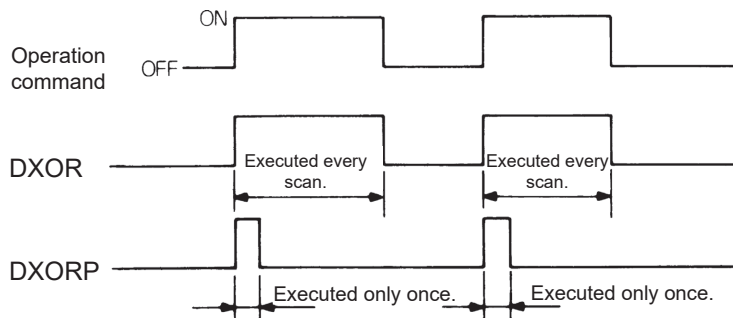 ON
Operation
command
OFF
DXOR
Executed every
scan.
Executed every
scan.
DXORP
Executed only once.
Executed only once.